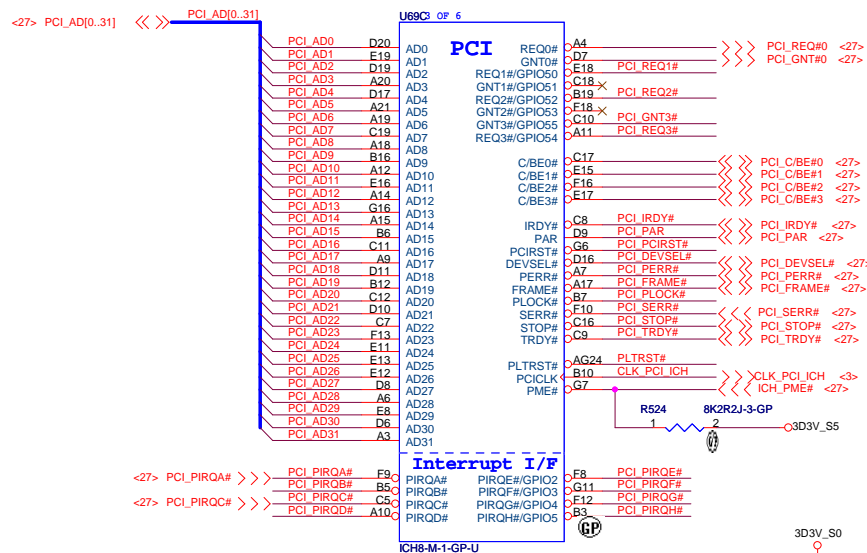 U69C 3 OF 6
<27> PCI_AD[0..31] PCI_AD[0..31]
PCI
PCI_AD0 D20 AD0 REQ0# A4 PCI_REQ#0 <27>
PCI_AD1 E19 AD1 GNT0# D7 PCI_GNT#0 <27>
PCI_AD2 D19 AD2 REQ1#/GPIO50 E18 PCI_REQ1#
PCI_AD3 A20 AD3 GNT1#/GPIO51 C18
PCI_AD4 D17 AD4 REQ2#/GPIO52 B19 PCI_REQ2#
PCI_AD5 A21 AD5 GNT2#/GPIO53 F18
PCI_AD6 A19 AD6 GNT3#/GPIO55 C10 PCI_GNT3#
PCI_AD7 C19 AD7 REQ3#/GPIO54 A11 PCI_REQ3#
PCI_AD8 A18 AD8
PCI_AD9 B16 AD9 C/BE0# C17 PCI_C/BE#0 <27>
PCI_AD10 A12 AD10 C/BE1# E15 PCI_C/BE#1 <27>
PCI_AD11 E16 AD11 C/BE2# F16 PCI_C/BE#2 <27>
PCI_AD12 A14 AD12 C/BE3# E17 PCI_C/BE#3 <27>
PCI_AD13 G16 AD13
PCI_AD14 A15 AD14 IRDY# C8 PCI_IRDY# PCI_IRDY# <27>
PCI_AD15 B6 AD15 PAR D9 PCI_PAR PCI_PAR <27>
PCI_AD16 C11 AD16 PCIRST# G6 PCI_PCIRST#
PCI_AD17 A9 AD17 DEVSEL# D16 PCI_DEVSEL# PCI_DEVSEL# <27>
PCI_AD18 D11 AD18 PERR# A7 PCI_PERR# PCI_PERR# <27>
PCI_AD19 B12 AD19 FRAME# A17 PCI_FRAME# PCI_FRAME# <27>
PCI_AD20 C12 AD20 PLOCK# B7 PCI_PLOCK#
PCI_AD21 D10 AD21 SERR# F10 PCI_SERR# PCI_SERR# <27>
PCI_AD22 C7 AD22 STOP# C16 PCI_STOP# PCI_STOP# <27>
PCI_AD23 F13 AD23 TRDY# C9 PCI_TRDY# PCI_TRDY# <27>
PCI_AD24 E11 AD24
PCI_AD25 E13 AD25 PLTRST# AG24 PLTRST#
PCI_AD26 E12 AD26 PCICLK B10 CLK_PCI_ICH CLK_PCI_ICH <3>
PCI_AD27 D8 AD27 PME# G7 ICH_PME# <27>
PCI_AD28 A6 AD28
PCI_AD29 E8 AD29
PCI_AD30 D6 AD30
PCI_AD31 A3 AD31
R524 8K2R2J-3-GP
1 2 3D3V_S5
Interrupt I/F
<27> PCI_PIRQA# PCI_PIRQA# F9 PIRQA# PIRQE#/GPIO2 F8 PCI_PIRQE#
PCI_PIRQB# B5 PIRQB# PIRQF#/GPIO3 G11 PCI_PIRQF#
<27> PCI_PIRQC# PCI_PIRQC# C5 PIRQC# PIRQG#/GPIO4 F12 PCI_PIRQG#
PCI_PIRQD# A10 PIRQD# PIRQH#/GPIO5 B3 PCI_PIRQH#
GP
ICH8-M-1-GP-U
3D3V_S0